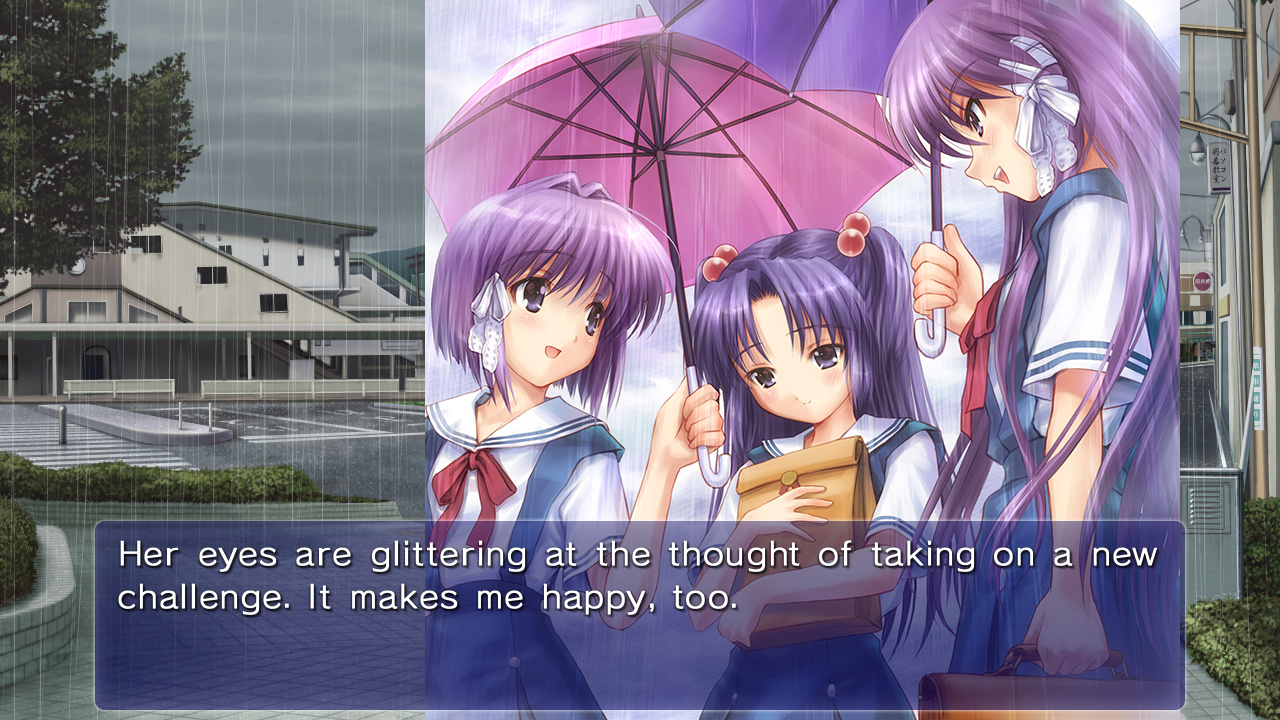 Her eyes are glittering at the thought of taking on a new
challenge. It makes me happy, too.